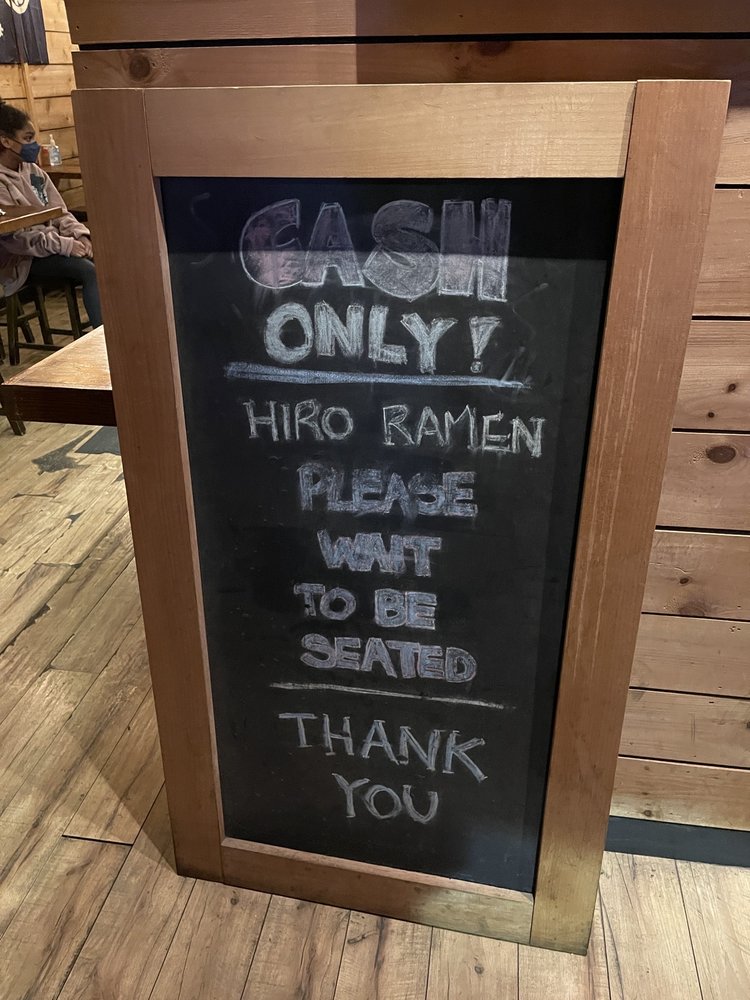 CASH
ONLY!
HIRO RAMEN
PLEASE
WAIT
TO BE
SEATED
THANK
YOU